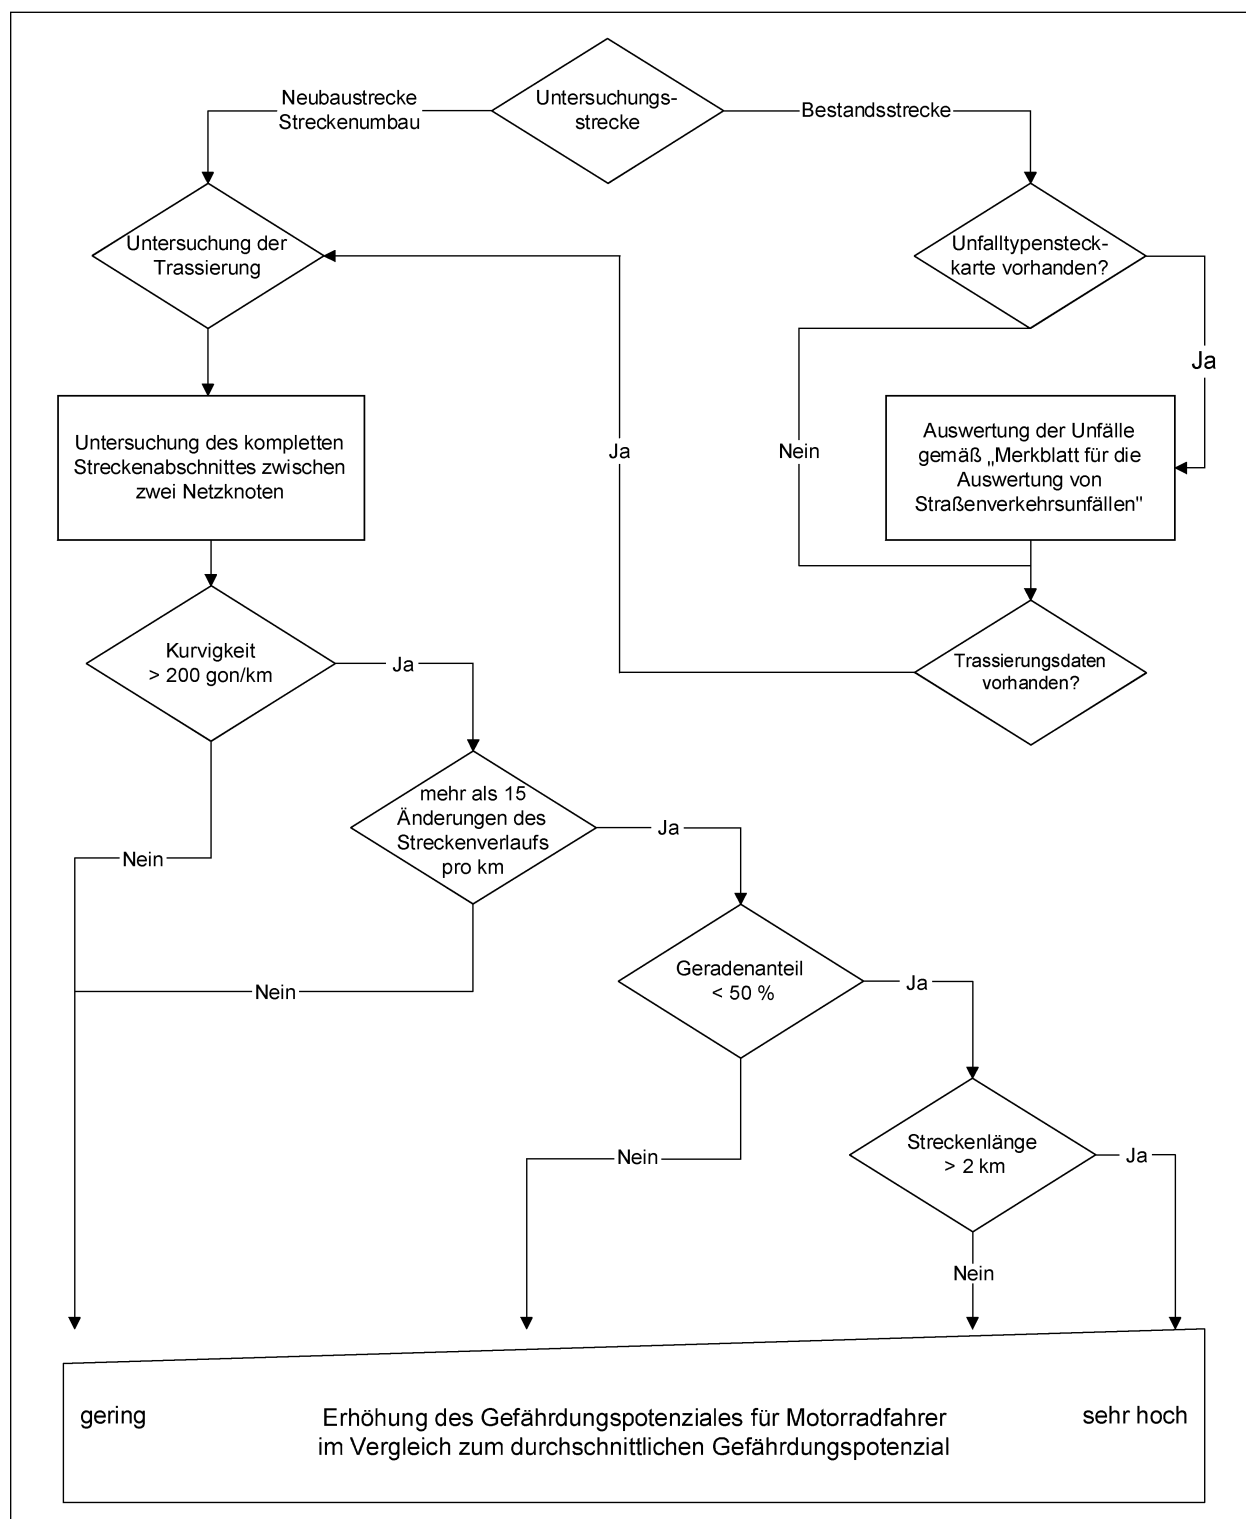 Untersuchungs-
strecke
Neubaustrecke
Streckenumbau
Bestandsstrecke
Untersuchung der
Trassierung
Unfalltypensteck-
karte vorhanden?
Ja
Untersuchung des kompletten
Streckenabschnittes zwischen
zwei Netzknoten
Ja
Nein
Auswertung der Unfälle
gemäß „Merkblatt für die
Auswertung von
Straßenverkehrsunfällen"
Kurvigkeit
> 200 gon/km
Ja
Trassierungsdaten
vorhanden?
Nein
mehr als 15
Änderungen des
Streckenverlaufs
pro km
Ja
Nein
Geradenanteil
< 50 %
Ja
Nein
Streckenlänge
> 2 km
Ja
Nein
gering
Erhöhung des Gefährdungspotenziales für Motorradfahrer
im Vergleich zum durchschnittlichen Gefährdungspotenzial
sehr hoch